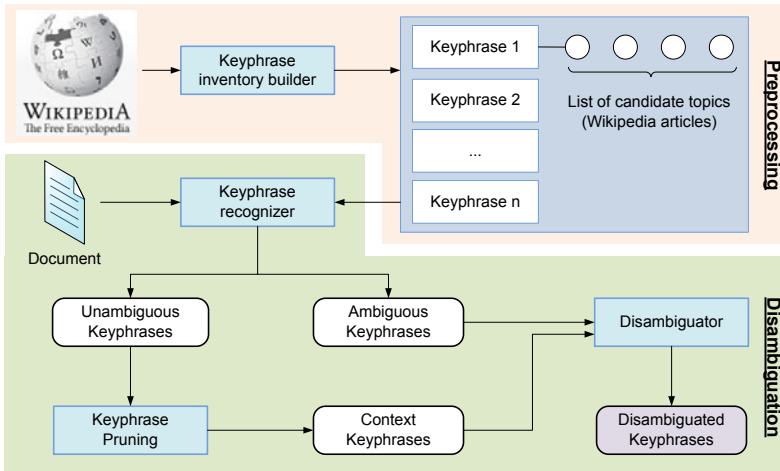 Keyphrase
inventory builder
Keyphrase 1
Keyphrase 2
...
Keyphrase n
List of candidate topics
(Wikipedia articles)
Preprocessing
WIKIPEDIA
The Free Encyclopedia
Document
Keyphrase
recognizer
Unambiguous
Keyphrases
Ambiguous
Keyphrases
Disambiguator
Keyphrase
Pruning
Context
Keyphrases
Disambiguated
Keyphrases
Disambiguation